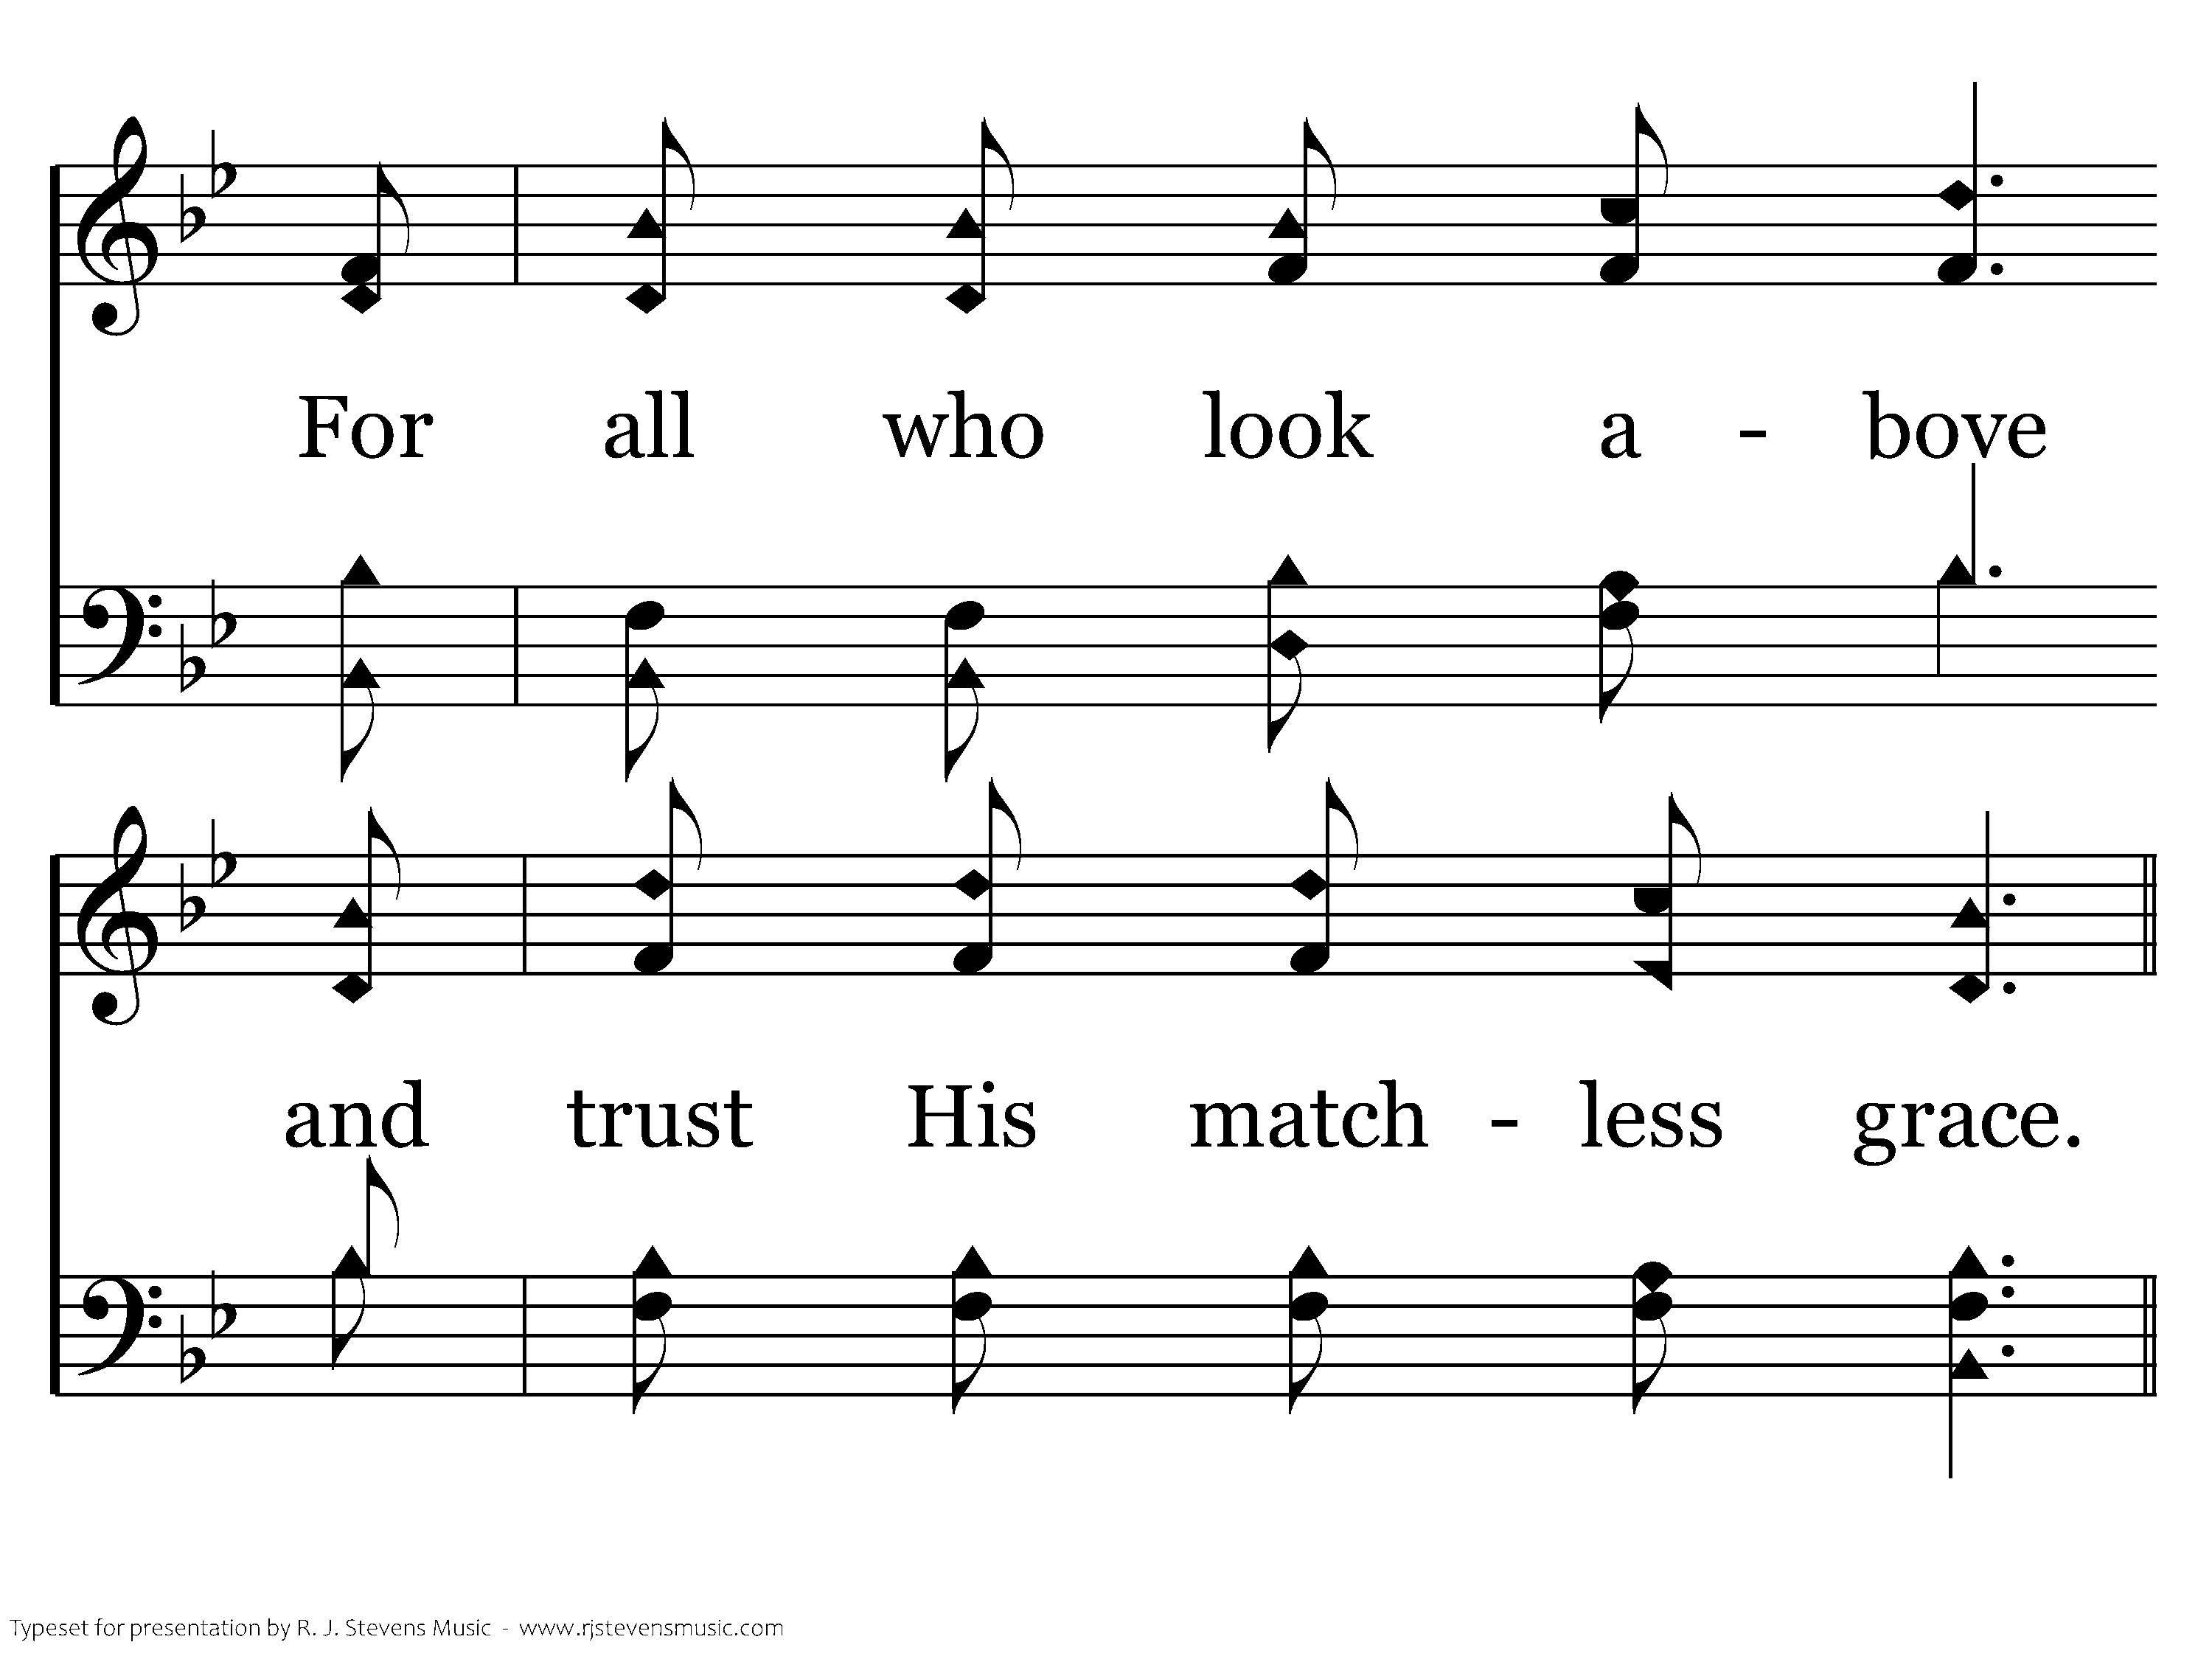 For all who look a - bove
and trust His match - less grace.
Typeset for presentation by R. J. Stevens Music - www.rjstevensmusic.com